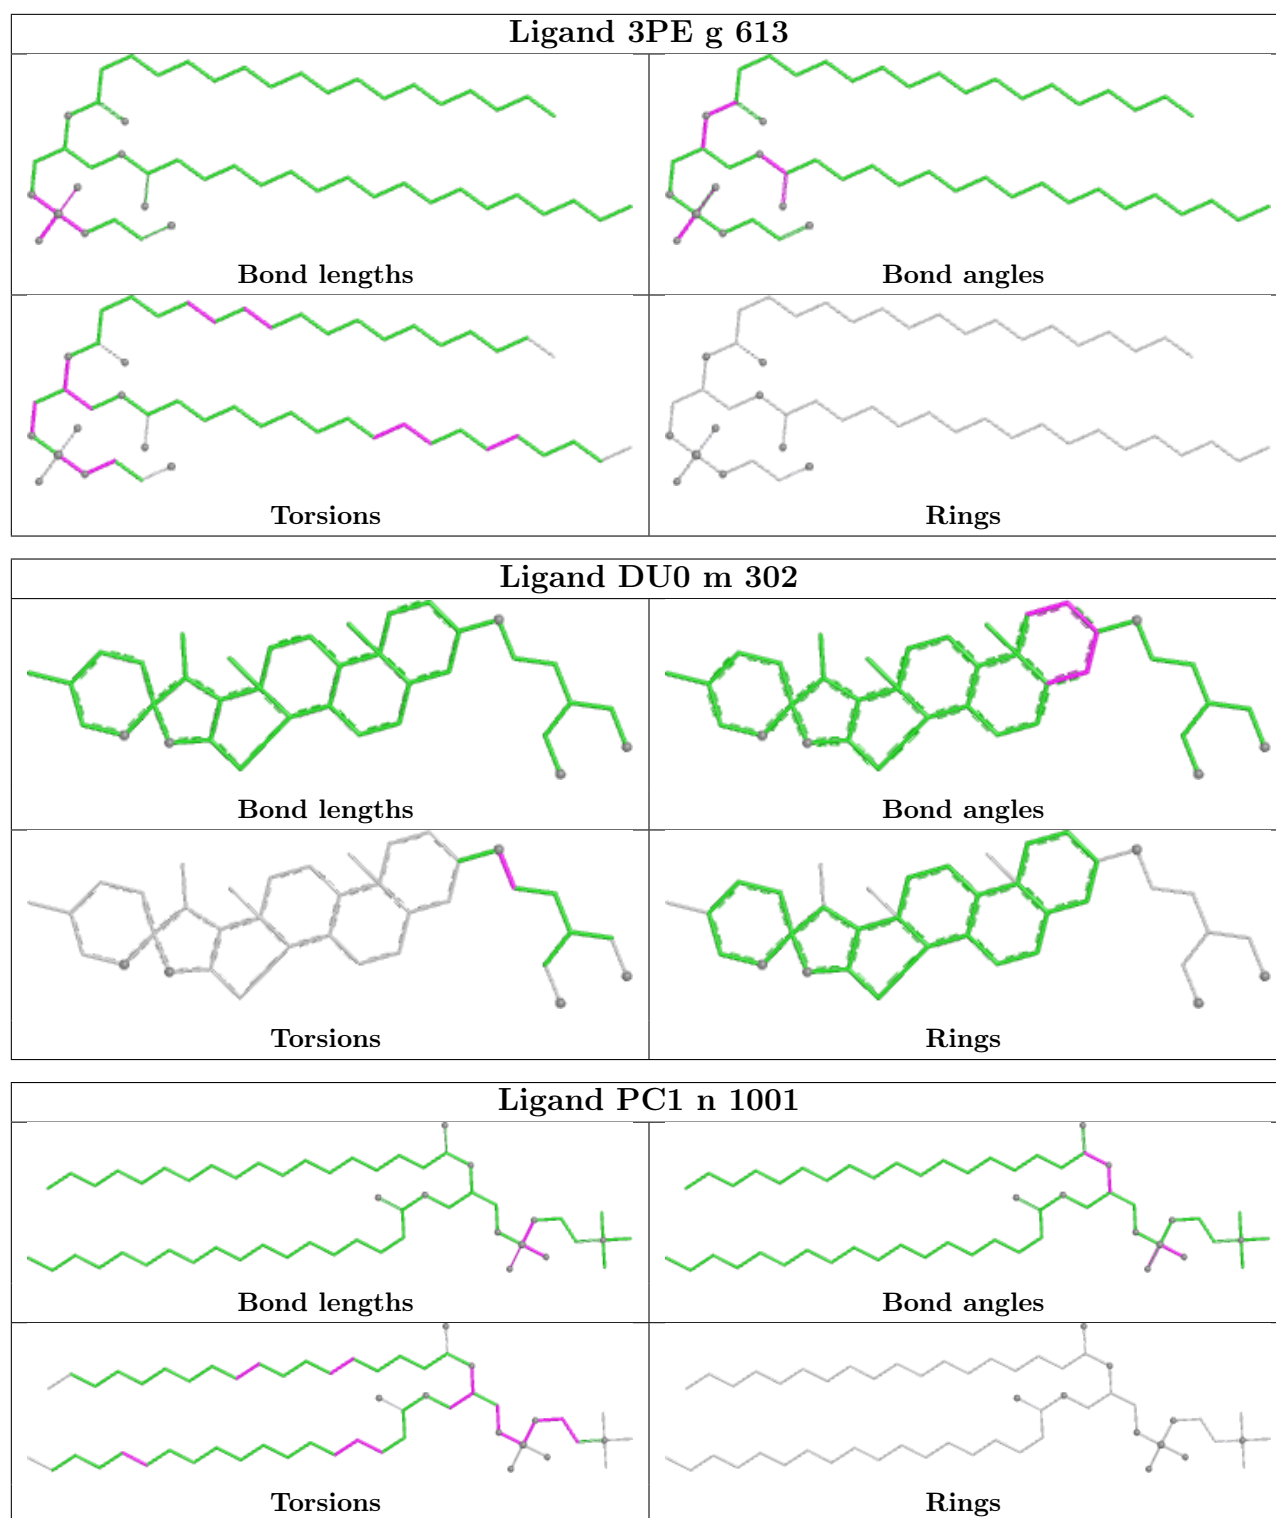 Ligand 3PE g 613
Bond lengths
Bond angles
Torsions
Rings
Ligand DU0 m 302
Bond lengths
Bond angles
Torsions
Rings
Ligand PC1 n 1001
Bond lengths
Bond angles
Torsions
Rings